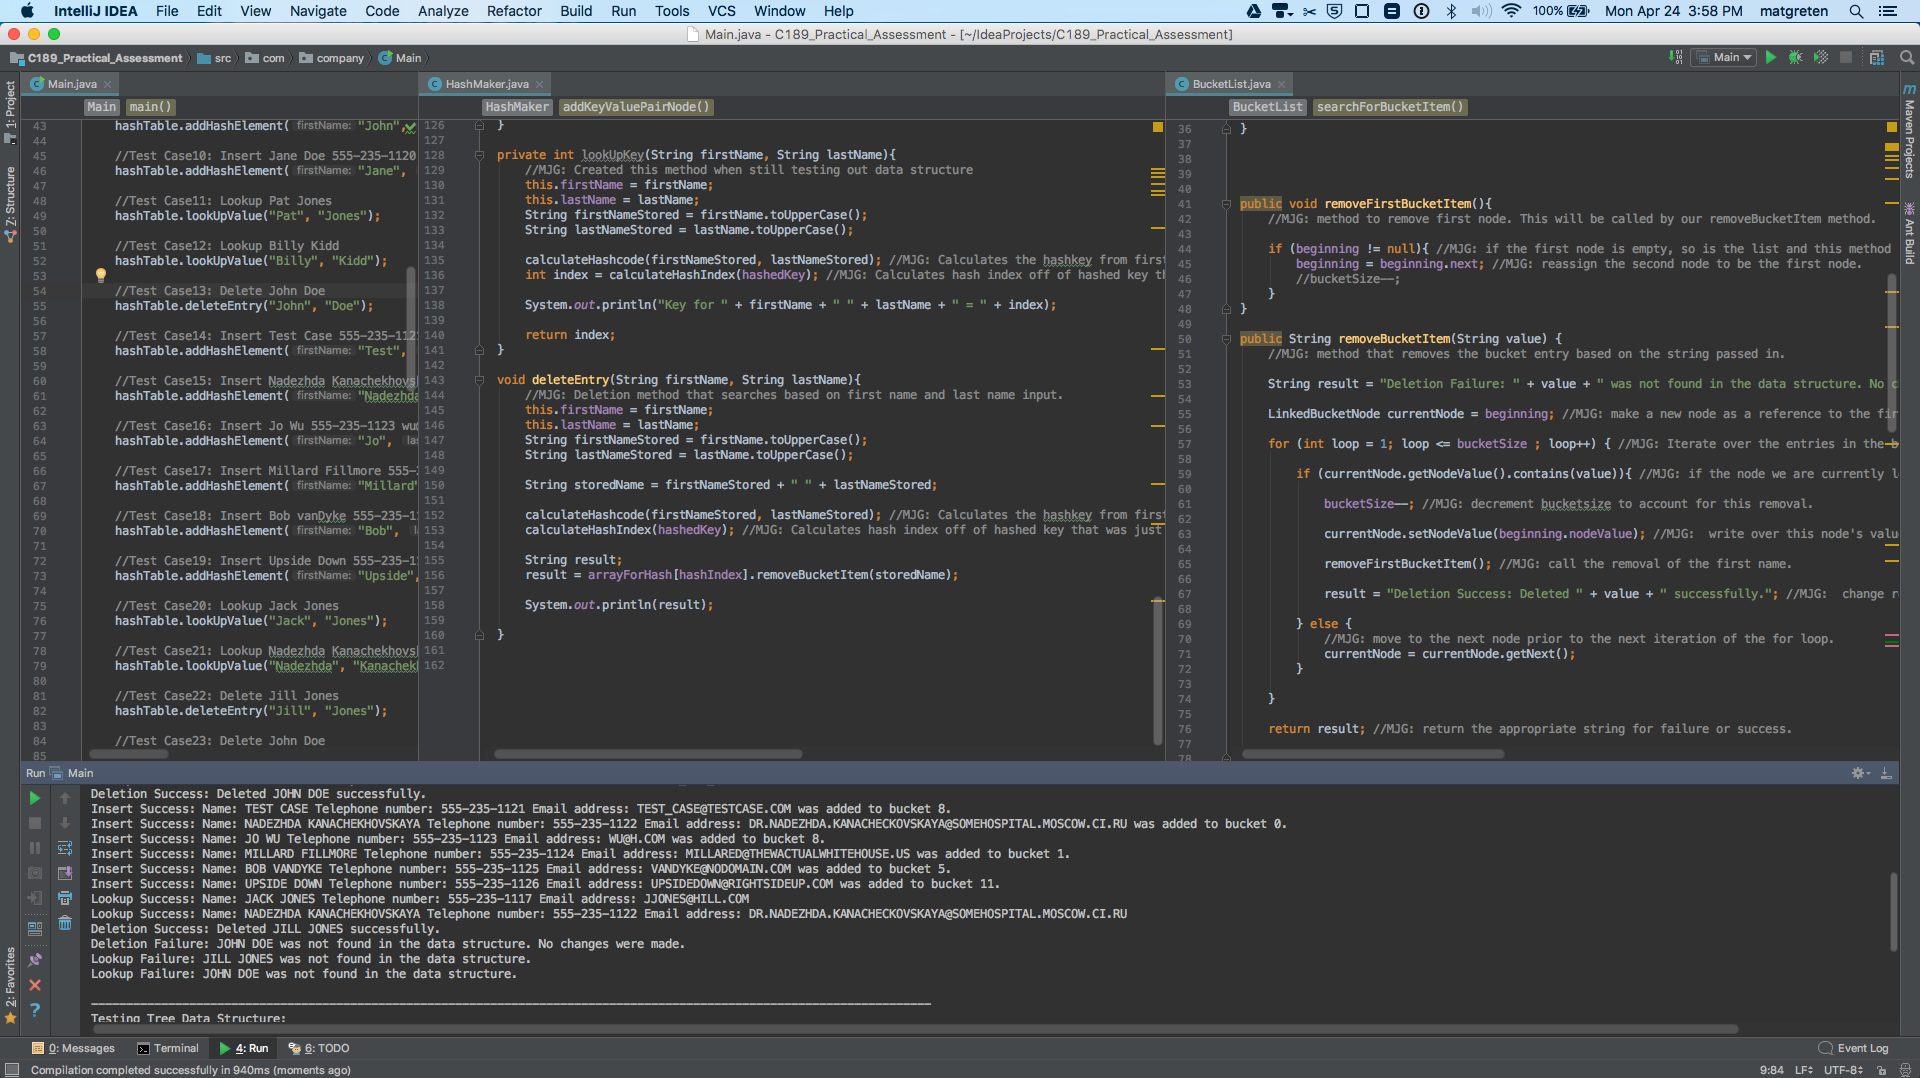 IntelliJ IDEA File Edit View Navigate Code Analyze Refactor Build Run Tools VCS Window Help 100% Mon Apr 24 3:58 PM matgreten
Main.java - C189_Practical_Assessment - [~/IdeaProjects/C189_Practical_Assessment]
C189_Practical_Assessment src com company Main Main
1: Project
7: Structure
2: Favorites
Main.java
Main main()
43 hashTable.addHashElement( firstName: "John",
44
45 //Test Case10: Insert Jane Doe 555-235-1120
46 hashTable.addHashElement( firstName: "Jane",
47
48 //Test Case11: Lookup Pat Jones
49 hashTable.lookUpValue("Pat", "Jones");
50
51 //Test Case12: Lookup Billy Kidd
52 hashTable.lookUpValue("Billy", "Kidd");
53
54 //Test Case13: Delete John Doe
55 hashTable.deleteEntry("John", "Doe");
56
57 //Test Case14: Insert Test Case 555-235-112
58 hashTable.addHashElement( firstName: "Test",
59
60 //Test Case15: Insert Nadezhda Kanachekhovs
61 hashTable.addHashElement( firstName: "Nadezhda
62
63 //Test Case16: Insert Jo Wu 555-235-1123 wu
64 hashTable.addHashElement( firstName: "Jo", la
65
66 //Test Case17: Insert Millard Fillmore 555-
67 hashTable.addHashElement( firstName: "Millard"
68
69 //Test Case18: Insert Bob vanDyke 555-235-1
70 hashTable.addHashElement( firstName: "Bob",
71
72 //Test Case19: Insert Upside Down 555-235-1
73 hashTable.addHashElement( firstName: "Upside",
74
75 //Test Case20: Lookup Jack Jones
76 hashTable.lookUpValue("Jack", "Jones");
77
78 //Test Case21: Lookup Nadezhda Kanachekhovs
79 hashTable.lookUpValue("Nadezhda", "Kanachek
80
81 //Test Case22: Delete Jill Jones
82 hashTable.deleteEntry("Jill", "Jones");
83
84 //Test Case23: Delete John Doe
85
HashMaker.java
HashMaker addKeyValuePairNode()
126 }
127
128 private int lookUpKey(String firstName, String lastName){
129 //MJG: Created this method when still testing out data structure
130 this.firstName = firstName;
131 this.lastName = lastName;
132 String firstNameStored = firstName.toUpperCase();
133 String lastNameStored = lastName.toUpperCase();
134
135 calculateHashcode(firstNameStored, lastNameStored); //MJG: Calculates the hashkey from firs
136 int index = calculateHashIndex(hashedKey); //MJG: Calculates hash index off of hashed key th
137
138 System.out.println("Key for " + firstName + " " + lastName + " = " + index);
139
140 return index;
141 }
142
143 void deleteEntry(String firstName, String lastName){
144 //MJG: Deletion method that searches based on first name and last name input.
145 this.firstName = firstName;
146 this.lastName = lastName;
147 String firstNameStored = firstName.toUpperCase();
148 String lastNameStored = lastName.toUpperCase();
149
150 String storedName = firstNameStored + " " + lastNameStored;
151
152 calculateHashcode(firstNameStored, lastNameStored); //MJG: Calculates the hashkey from firs
153 calculateHashIndex(hashedKey); //MJG: Calculates hash index off of hashed key that was just
154
155 String result;
156 result = arrayForHash[hashIndex].removeBucketItem(storedName);
157
158 System.out.println(result);
159
160 }
161
162
BucketList.java
BucketList searchForBucketItem()
36 }
37
38
39
40
41 public void removeFirstBucketItem(){
42 //MJG: method to remove first node. This will be called by our removeBucketItem method.
43
44 if (beginning != null){ //MJG: if the first node is empty, so is the list and this method
45 beginning = beginning.next; //MJG: reassign the second node to be the first node.
46 //bucketSize--;
47 }
48 }
49
50 public String removeBucketItem(String value) {
51 //MJG: method that removes the bucket entry based on the string passed in.
52
53 String result = "Deletion Failure: " + value + " was not found in the data structure. No c
54
55 LinkedBucketNode currentNode = beginning; //MJG: make a new node as a reference to the fir
56
57 for (int loop = 1; loop <= bucketSize ; loop++) { //MJG: Iterate over the entries in the b
58
59 if (currentNode.getNodeValue().contains(value)){ //MJG: if the node we are currently l
60
61 bucketSize--; //MJG: decrement bucketsize to account for this removal.
62
63 currentNode.setNodeValue(beginning.nodeValue); //MJG: write over this node's valu
64
65 removeFirstBucketItem(); //MJG: call the removal of the first name.
66
67 result = "Deletion Success: Deleted " + value + " successfully."; //MJG: change r
68
69 } else {
70 //MJG: move to the next node prior to the next iteration of the for loop.
71 currentNode = currentNode.getNext();
72 }
73
74 }
75
76 return result; //MJG: return the appropriate string for failure or success.
77
78
Maven Projects
Ant Build
Run Main
Deletion Success: Deleted JOHN DOE successfully.
Insert Success: Name: TEST CASE Telephone number: 555-235-1121 Email address: TEST_CASE@TESTCASE.COM was added to bucket 8.
Insert Success: Name: NADEZHDA KANACHEKHOVSKAYA Telephone number: 555-235-1122 Email address: DR.NADEZHDA.KANACHECKOVSKAYA@SOMEHOSPITAL.MOSCOW.CI.RU was added to bucket 0.
Insert Success: Name: JO WU Telephone number: 555-235-1123 Email address: WU@H.COM was added to bucket 8.
Insert Success: Name: MILLARD FILLMORE Telephone number: 555-235-1124 Email address: MILLARED@THEWACTUALWHITEHOUSE.US was added to bucket 1.
Insert Success: Name: BOB VANDYKE Telephone number: 555-235-1125 Email address: VANDYKE@NODOMAIN.COM was added to bucket 5.
Insert Success: Name: UPSIDE DOWN Telephone number: 555-235-1126 Email address: UPSIDEDOWN@RIGHTSIDEUP.COM was added to bucket 11.
Lookup Success: Name: JACK JONES Telephone number: 555-235-1117 Email address: JJONES@HILL.COM
Lookup Success: Name: NADEZHDA KANACHEKHOVSKAYA Telephone number: 555-235-1122 Email address: DR.NADEZHDA.KANACHECKOVSKAYA@SOMEHOSPITAL.MOSCOW.CI.RU
Deletion Success: Deleted JILL JONES successfully.
Deletion Failure: JOHN DOE was not found in the data structure. No changes were made.
Lookup Failure: JILL JONES was not found in the data structure.
Lookup Failure: JOHN DOE was not found in the data structure.
Testing Tree Data Structure:
0: Messages Terminal 4: Run 6: TODO Event Log
Compilation completed successfully in 940ms (moments ago) 9:84 LF UTF-8